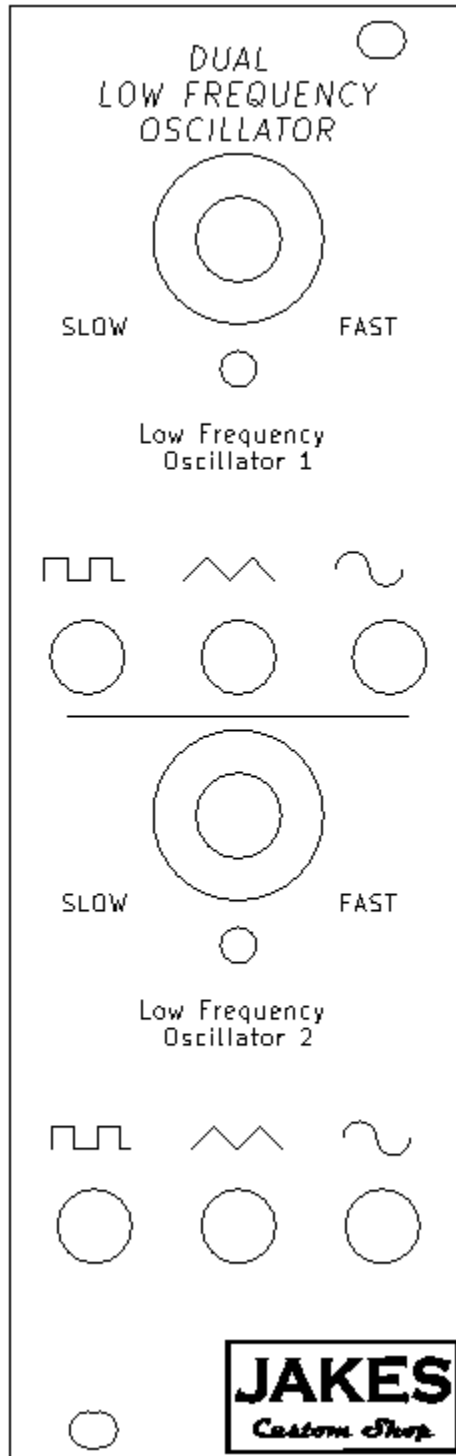 DUAL
LOW FREQUENCY
OSCILLATOR
SLOW FAST
Low Frequency
Oscillator 1
SLOW FAST
Low Frequency
Oscillator 2
JAKES
Custom Shop